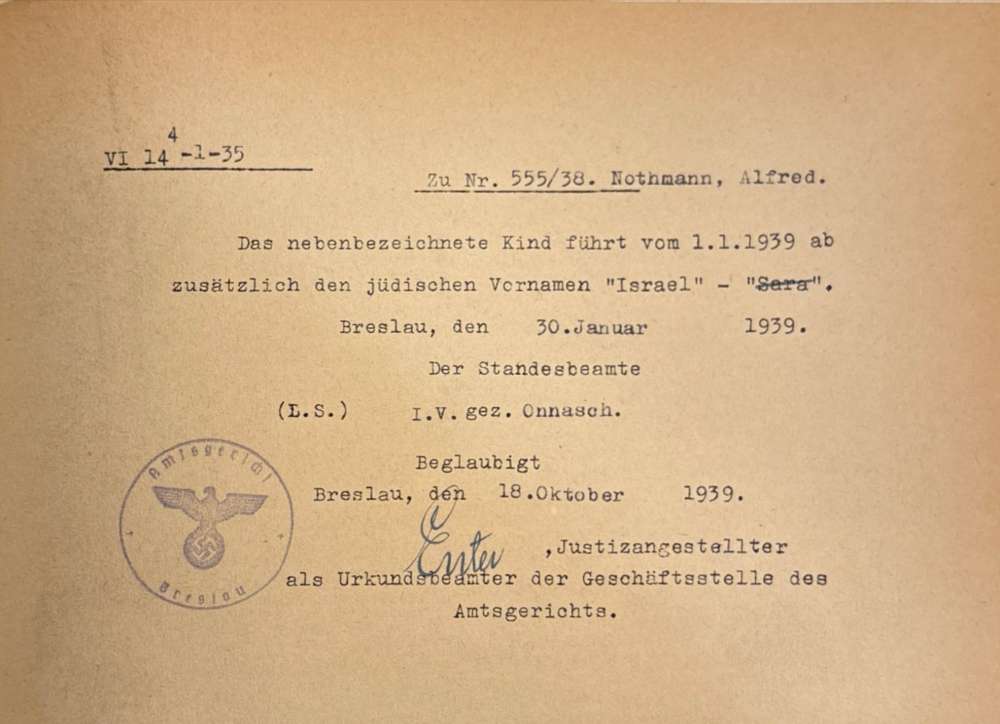 4
VI 14 -1-35
Zu Nr. 555/38. Nothmann, Alfred.
Das nebenbezeichnete Kind führt vom 1.1.1939 ab
zusätzlich den jüdischen Vornamen "Israel" - "Sara".
Breslau, den 30.Januar 1939.
Der Standesbeamte
(L.S.) I.V. gez. Onnasch.
Beglaubigt
Amtsgericht
Breslau
Breslau, den 18.Oktober 1939.
,Justizangestellter
als Urkundsbeamter der Geschäftsstelle des
Amtsgerichts.